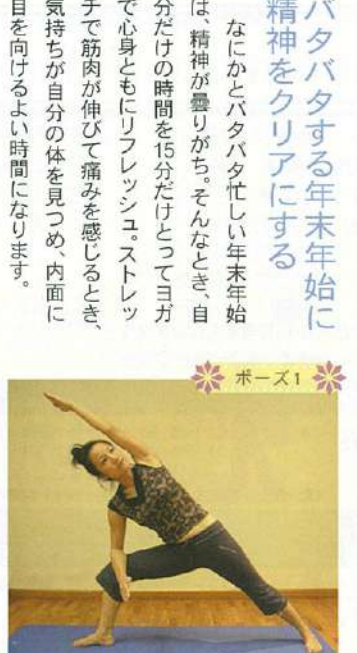 バタバタする年末年始に
精神をクリアにする
なにかとバタバタ忙しい年末年始
は、精神が曇りがち。そんなとき、自
分だけの時間を15分だけとってヨガ
で心身ともにリフレッシュ。ストレッ
チで筋肉が伸びて痛みを感じるとき、
気持ちが自分の体を見つめ、内面に
目を向けるよい時間になります。
ポーズ1